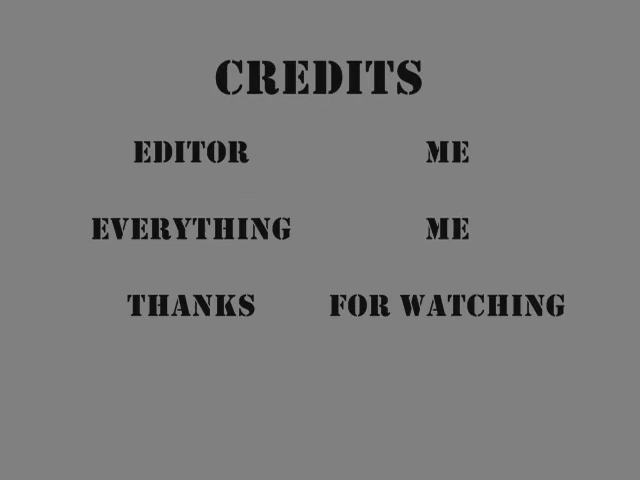 CREDITS
EDITOR ME
EVERYTHING ME
THANKS FOR WATCHING